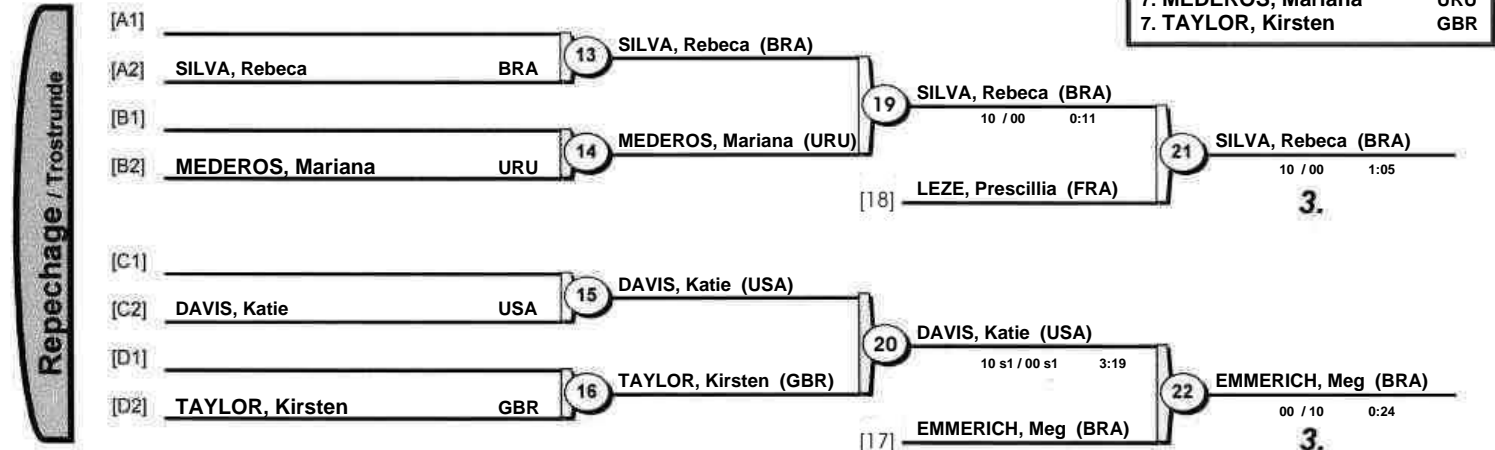 7. MEDEROS, Mariana URU
7. TAYLOR, Kirsten GBR
Repechage / Trostrunde
[A1]
13 SILVA, Rebeca (BRA)
[A2] SILVA, Rebeca BRA
19 SILVA, Rebeca (BRA)
10 / 00 0:11
[B1]
14 MEDEROS, Mariana (URU)
[B2] MEDEROS, Mariana URU
21 SILVA, Rebeca (BRA)
10 / 00 1:05
[18] LEZE, Prescillia (FRA)
3.
[C1]
15 DAVIS, Katie (USA)
[C2] DAVIS, Katie USA
20 DAVIS, Katie (USA)
10 s1 / 00 s1 3:19
[D1]
16 TAYLOR, Kirsten (GBR)
[D2] TAYLOR, Kirsten GBR
22 EMMERICH, Meg (BRA)
00 / 10 0:24
[17] EMMERICH, Meg (BRA)
3.